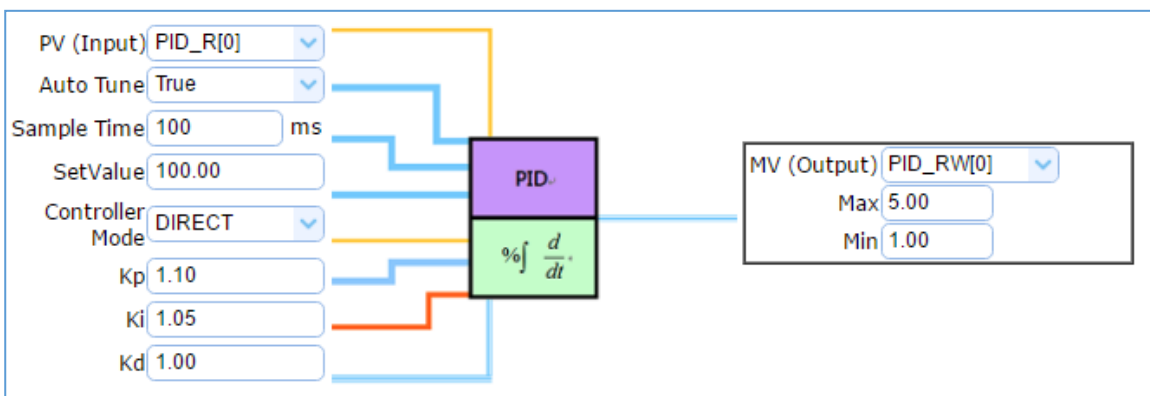 PV (Input) PID_R[0]
Auto Tune True
Sample Time 100 ms
SetValue 100.00
Controller
Mode DIRECT
Kp 1.10
Ki 1.05
Kd 1.00
PID
%∫ d/dt
MV (Output) PID_RW[0]
Max 5.00
Min 1.00